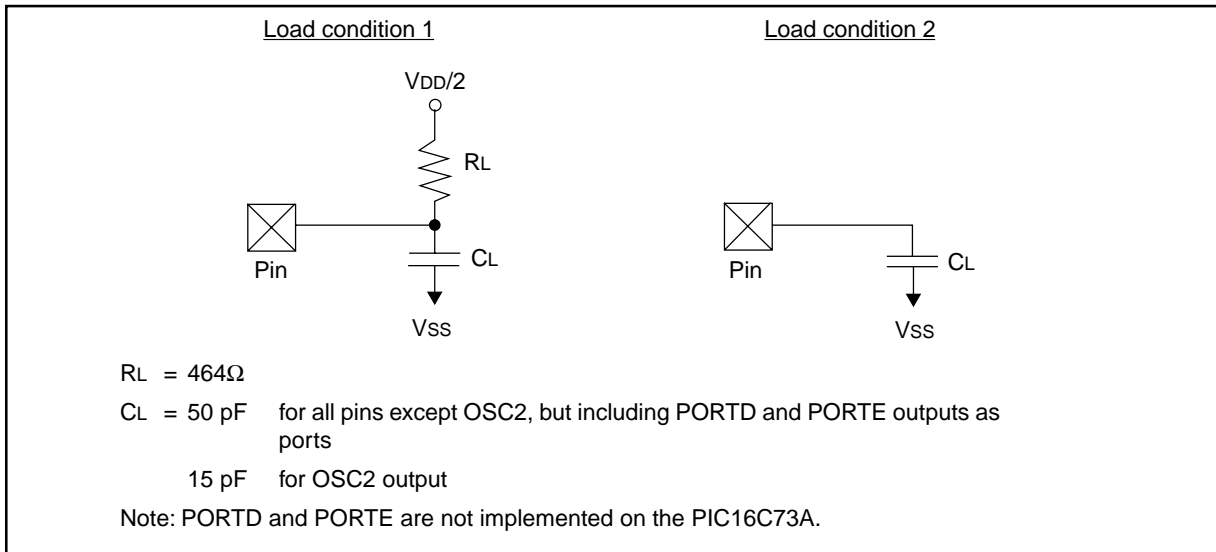 Load condition 1
Load condition 2
VDD/2
RL
Pin
CL
VSS
Pin
CL
VSS
RL = 464Ω
CL = 50 pF for all pins except OSC2, but including PORTD and PORTE outputs as
ports
15 pF for OSC2 output
Note: PORTD and PORTE are not implemented on the PIC16C73A.